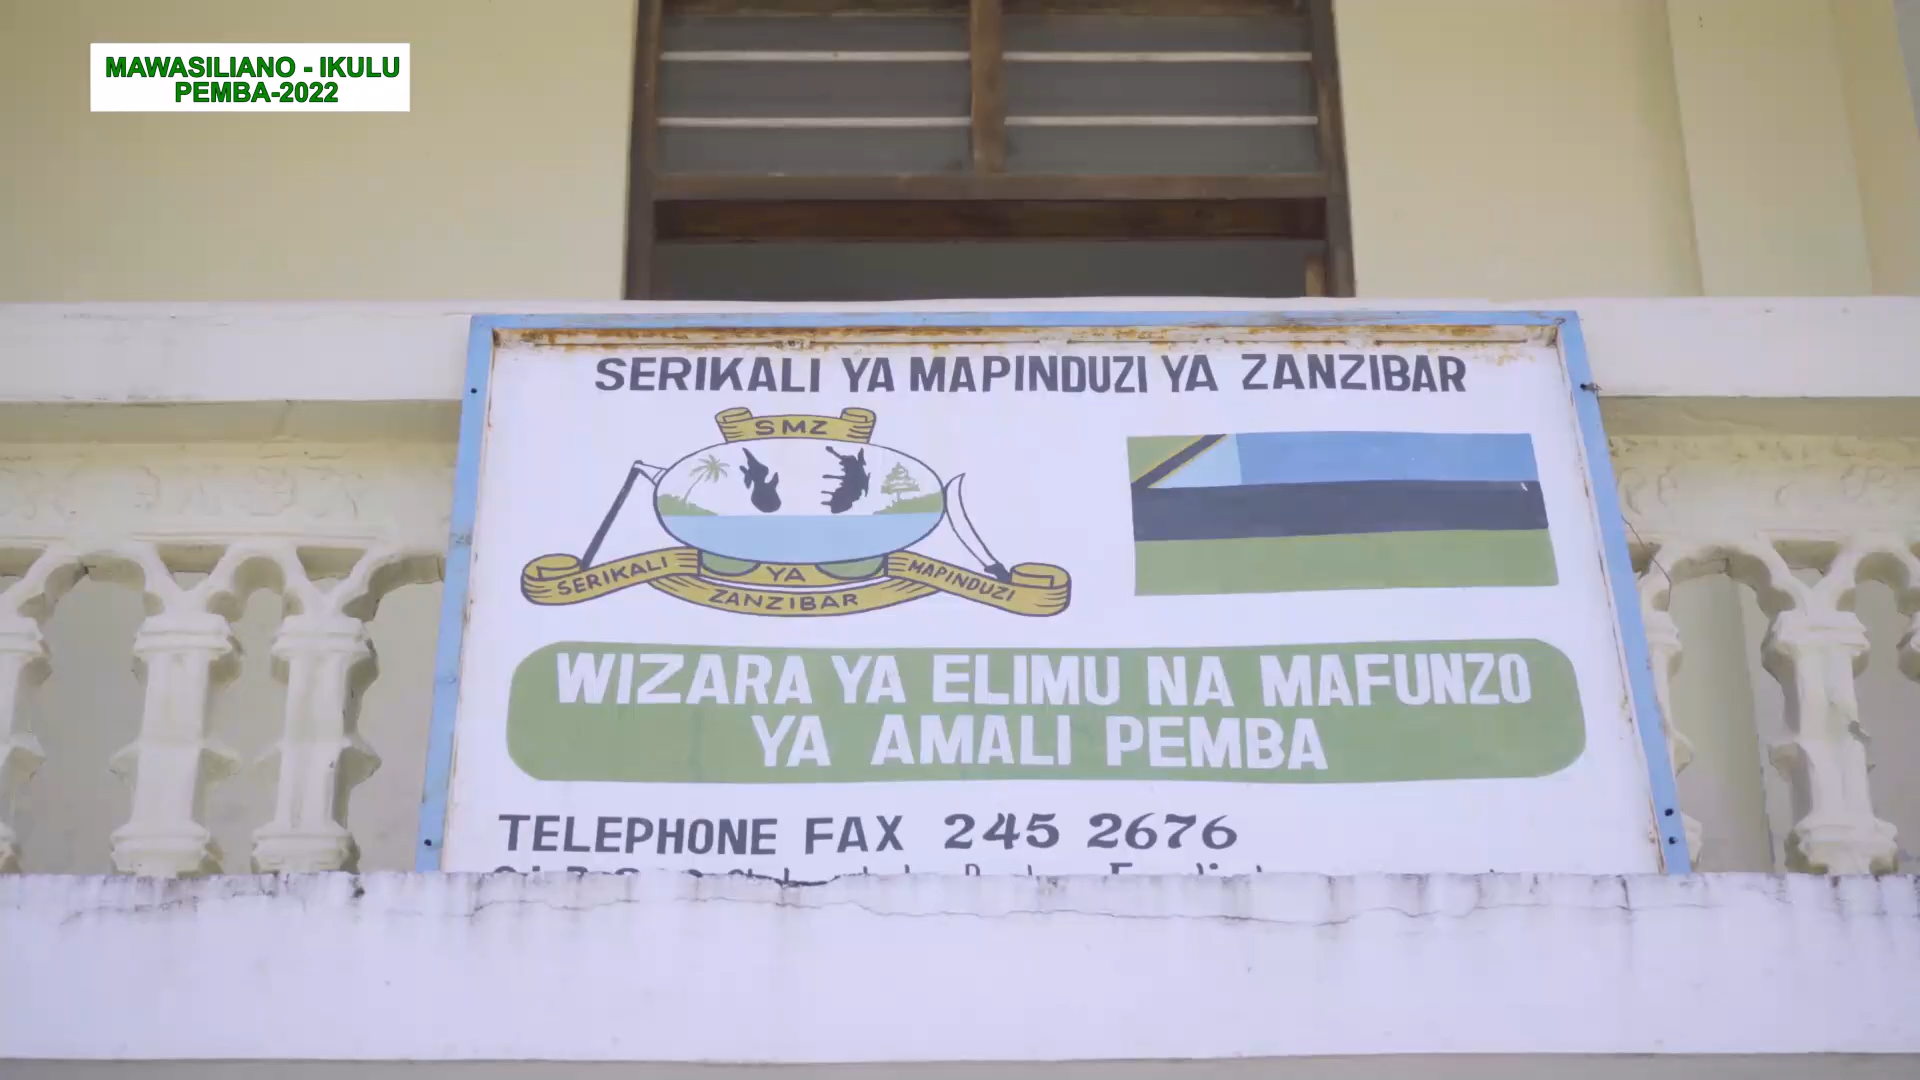 MAWASILIANO - IKULU
PEMBA-2022
SERIKALI YA MAPINDUZI YA ZANZIBAR
SMZ
SERIKALI YA MAPINDUZI
ZANZIBAR
WIZARA YA ELIMU NA MAFUNZO
YA AMALI PEMBA
TELEPHONE FAX 245 2676